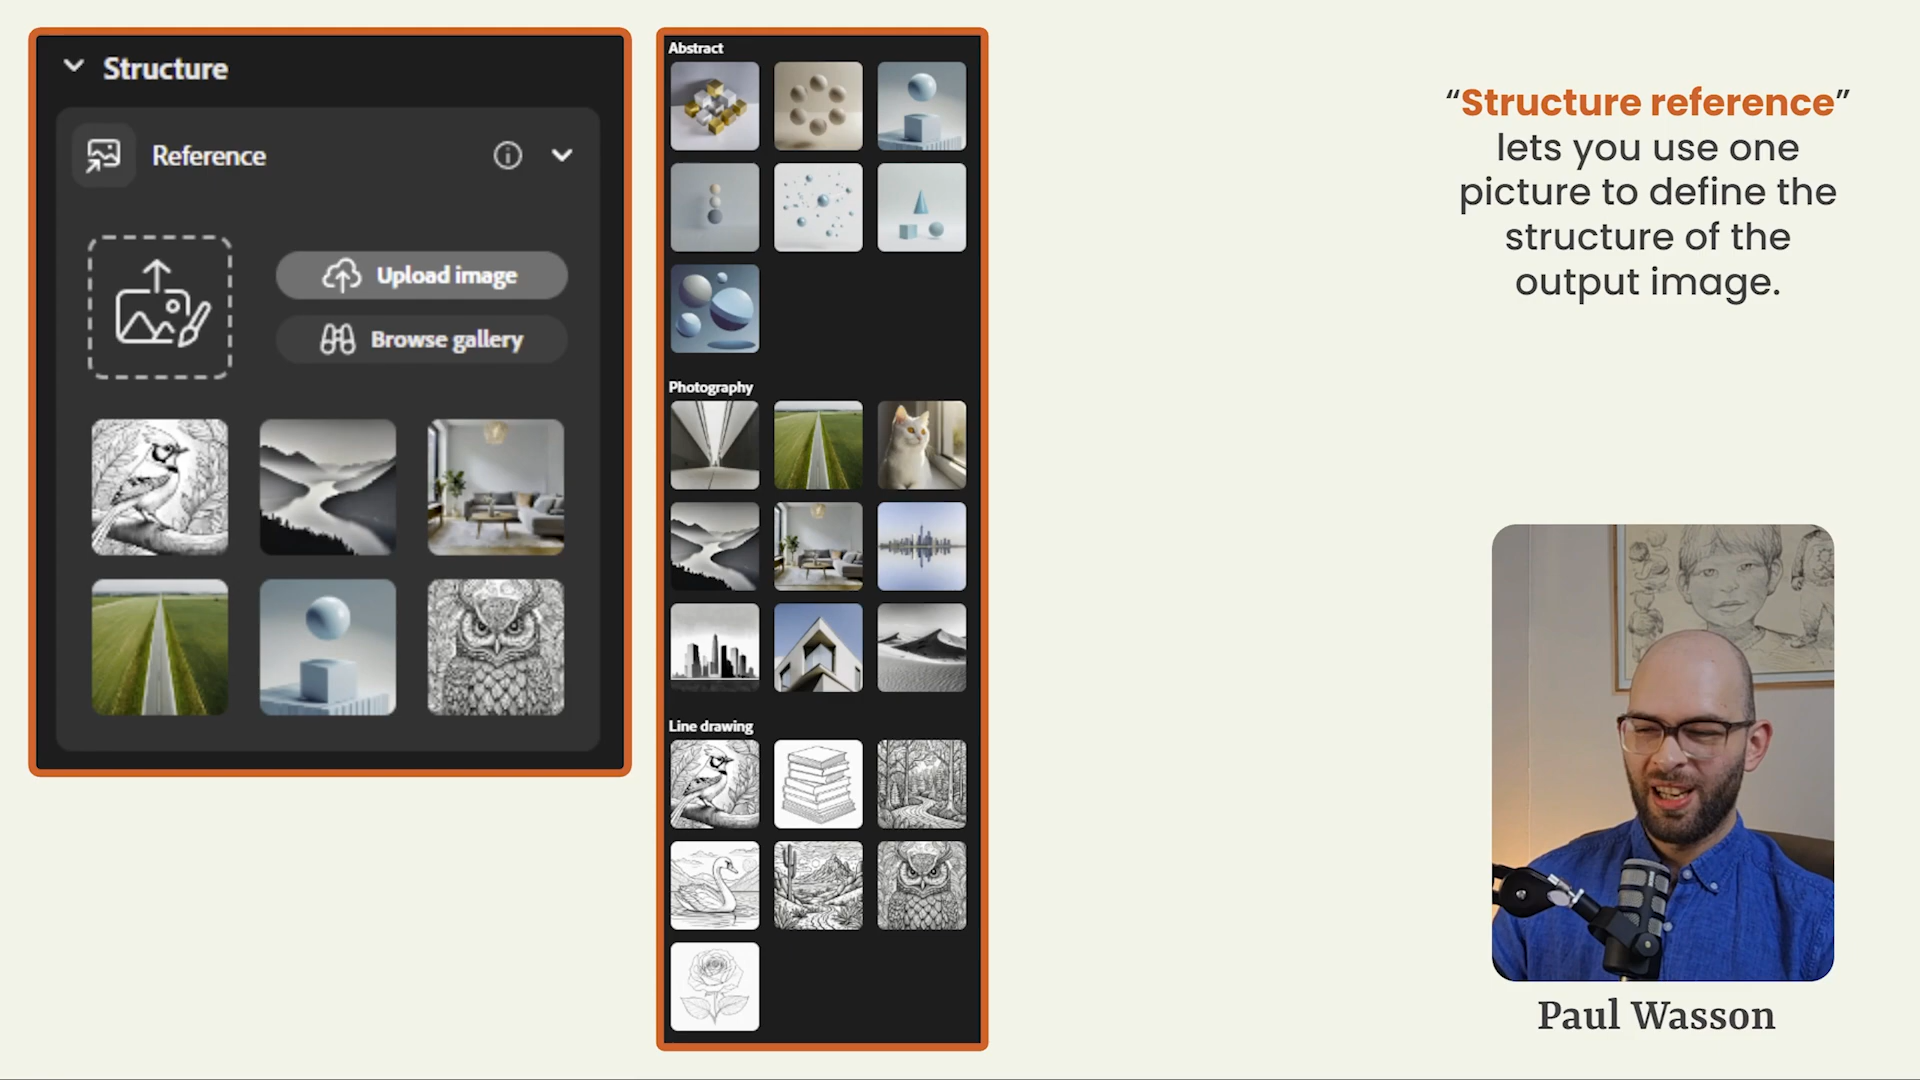 Structure
Reference
Upload image
Browse gallery
Abstract
Photography
Line drawing
“Structure reference”
lets you use one
picture to define the
structure of the
output image.
Paul Wasson